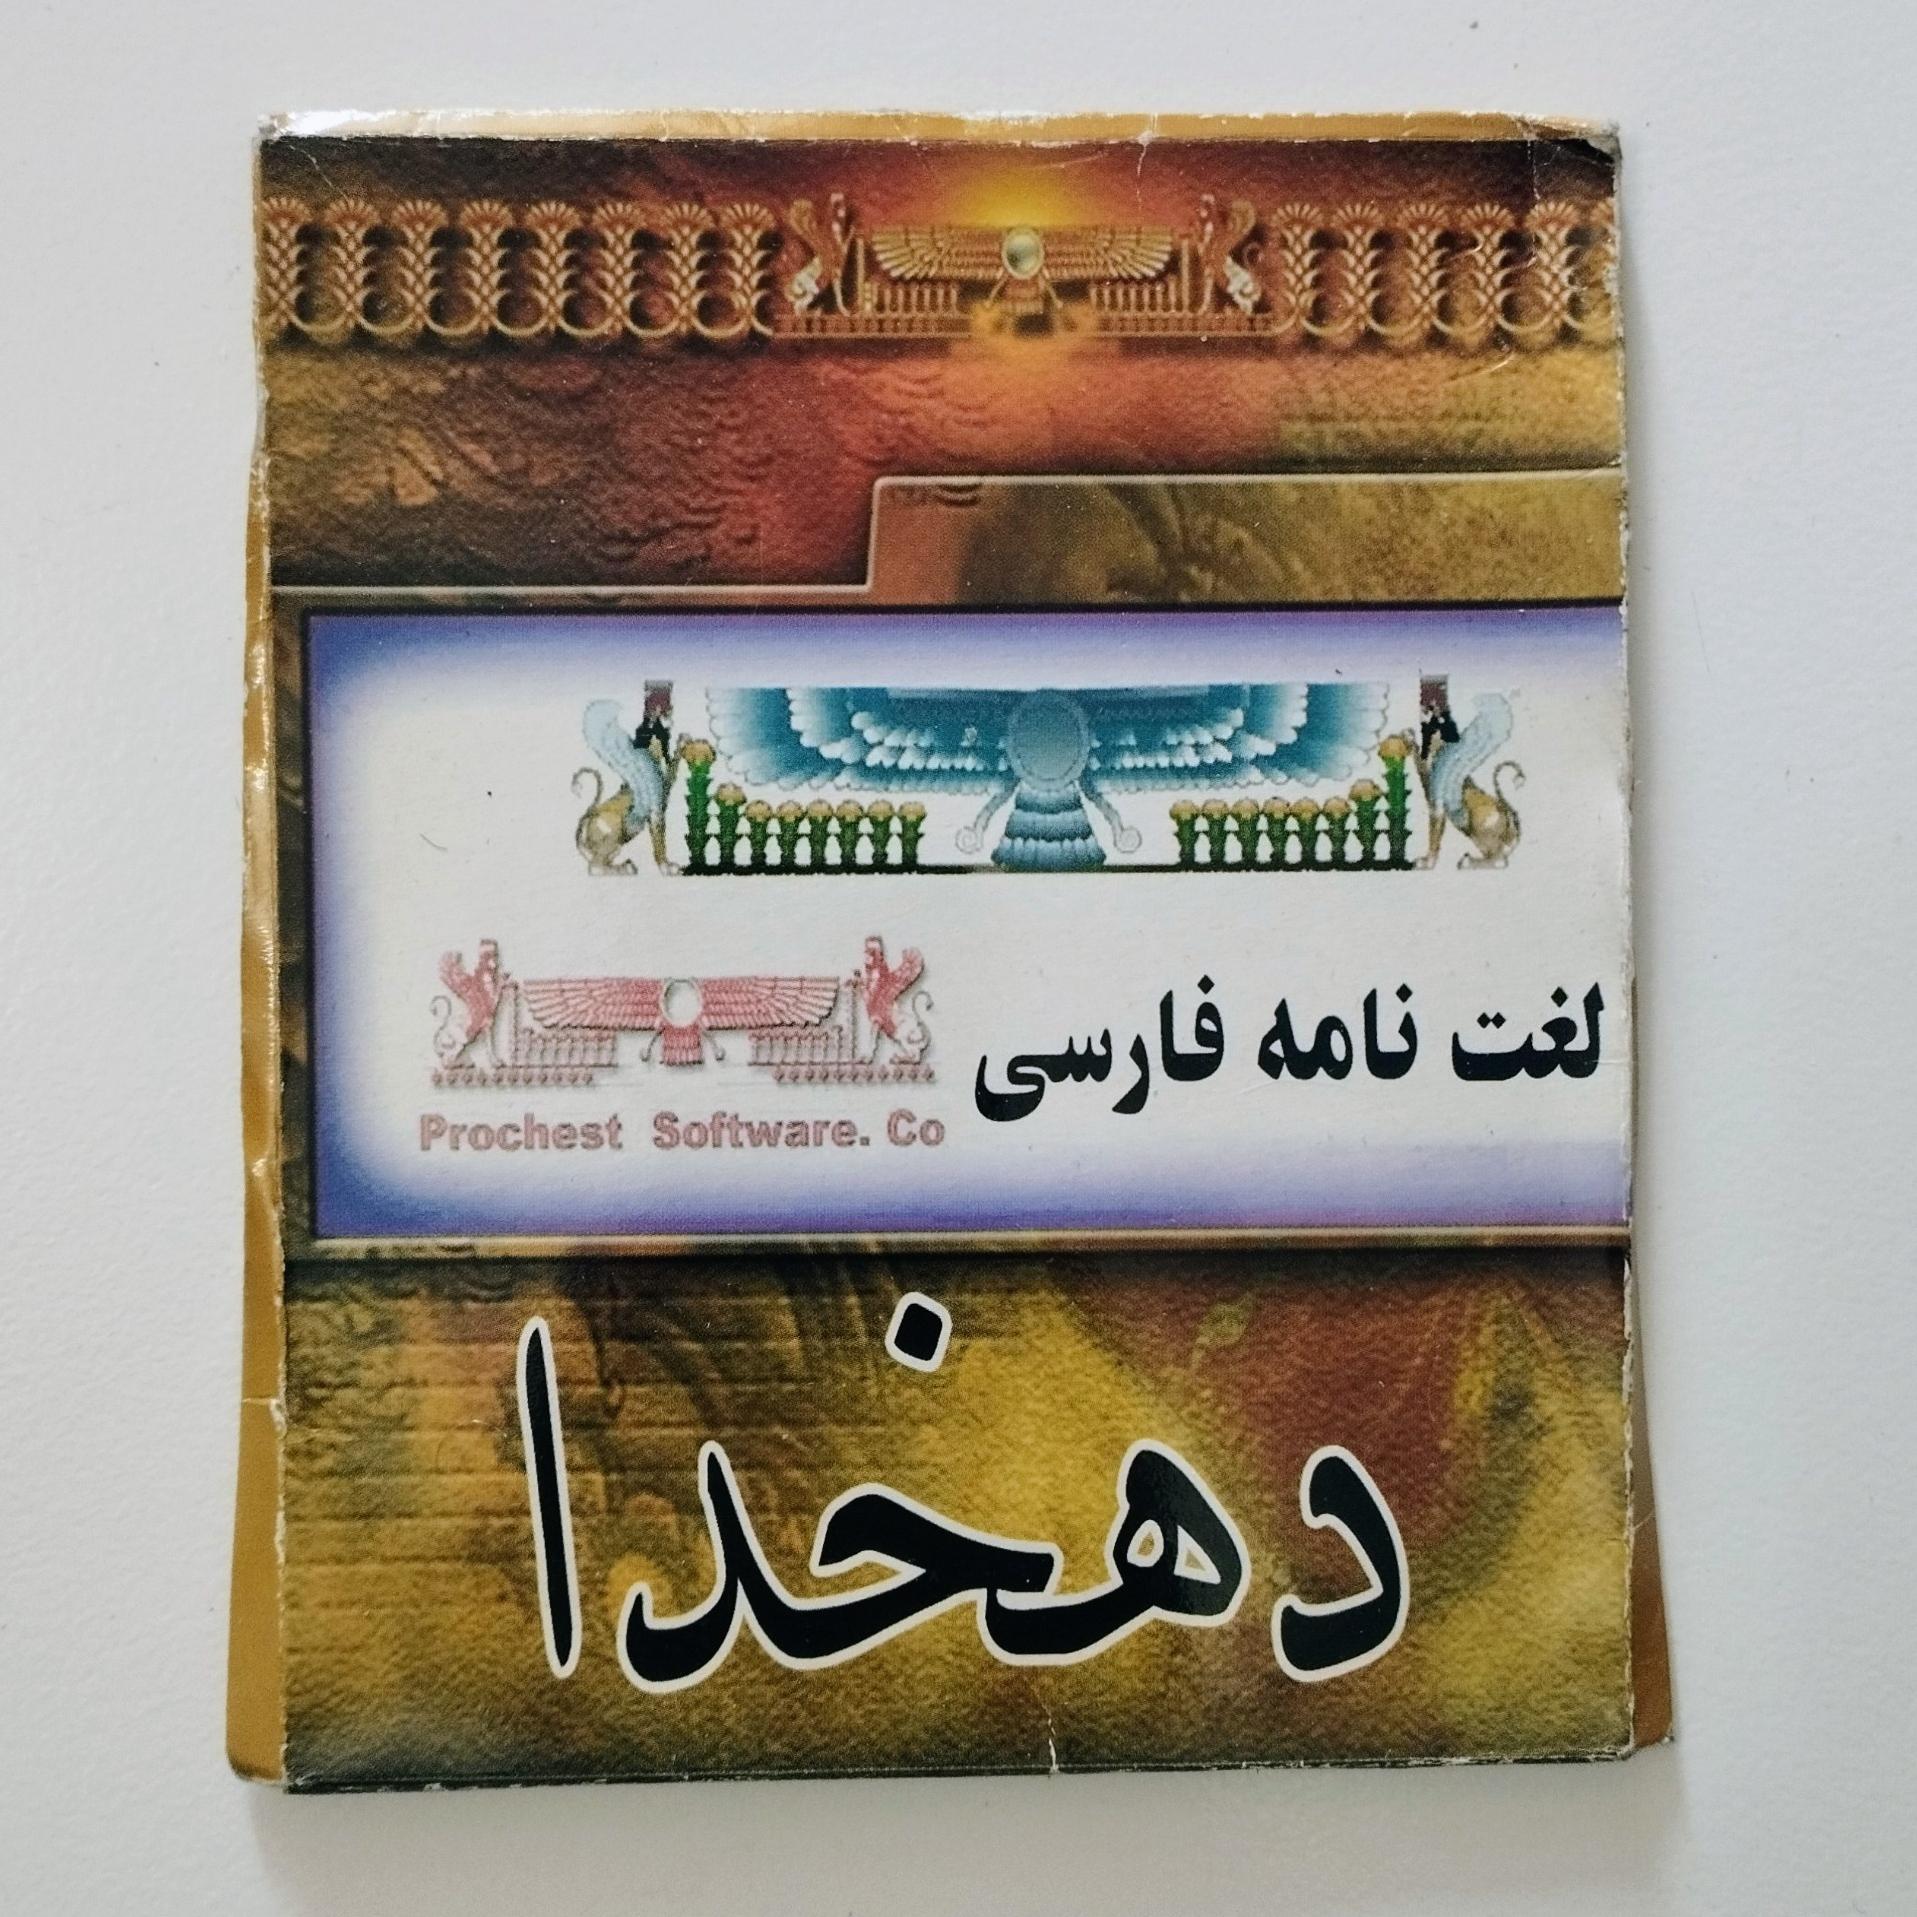 لغت نامه فارسی
Prochest Software. Co
دهخدا